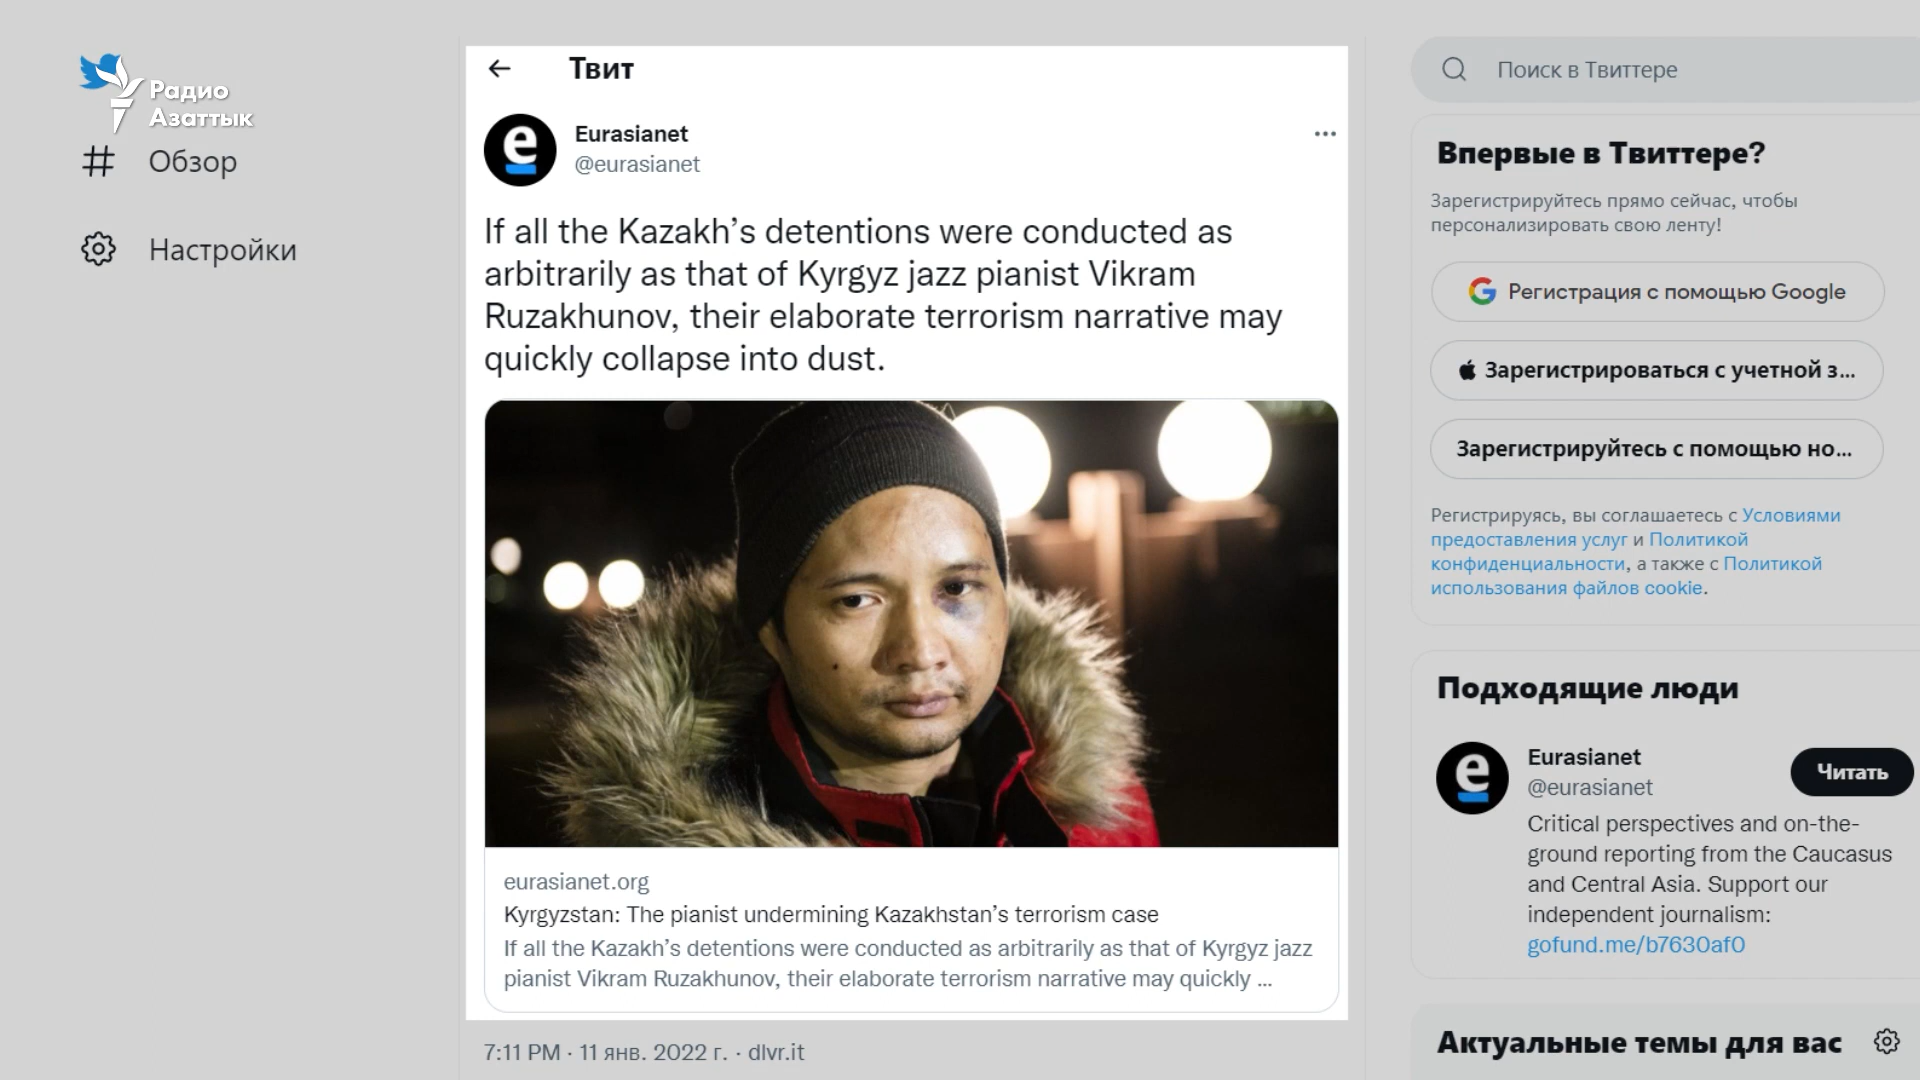 Радио
Азаттык
Обзор
Настройки
Твит
Eurasianet
@eurasianet
If all the Kazakh’s detentions were conducted as
arbitrarily as that of Kyrgyz jazz pianist Vikram
Ruzakhunov, their elaborate terrorism narrative may
quickly collapse into dust.
eurasianet.org
Kyrgyzstan: The pianist undermining Kazakhstan’s terrorism case
If all the Kazakh’s detentions were conducted as arbitrarily as that of Kyrgyz jazz
pianist Vikram Ruzakhunov, their elaborate terrorism narrative may quickly ...
7:11 PM · 11 янв. 2022 г. · dlvr.it
Поиск в Твиттере
Впервые в Твиттере?
Зарегистрируйтесь прямо сейчас, чтобы
персонализировать свою ленту!
Регистрация с помощью Google
Зарегистрироваться с учетной з...
Зарегистрируйтесь с помощью но...
Регистрируясь, вы соглашаетесь с Условиями
предоставления услуг и Политикой
конфиденциальности, а также с Политикой
использования файлов cookie.
Подходящие люди
Eurasianet
@eurasianet
Читать
Critical perspectives and on-the-
ground reporting from the Caucasus
and Central Asia. Support our
independent journalism:
gofund.me/b7630af0
Актуальные темы для вас